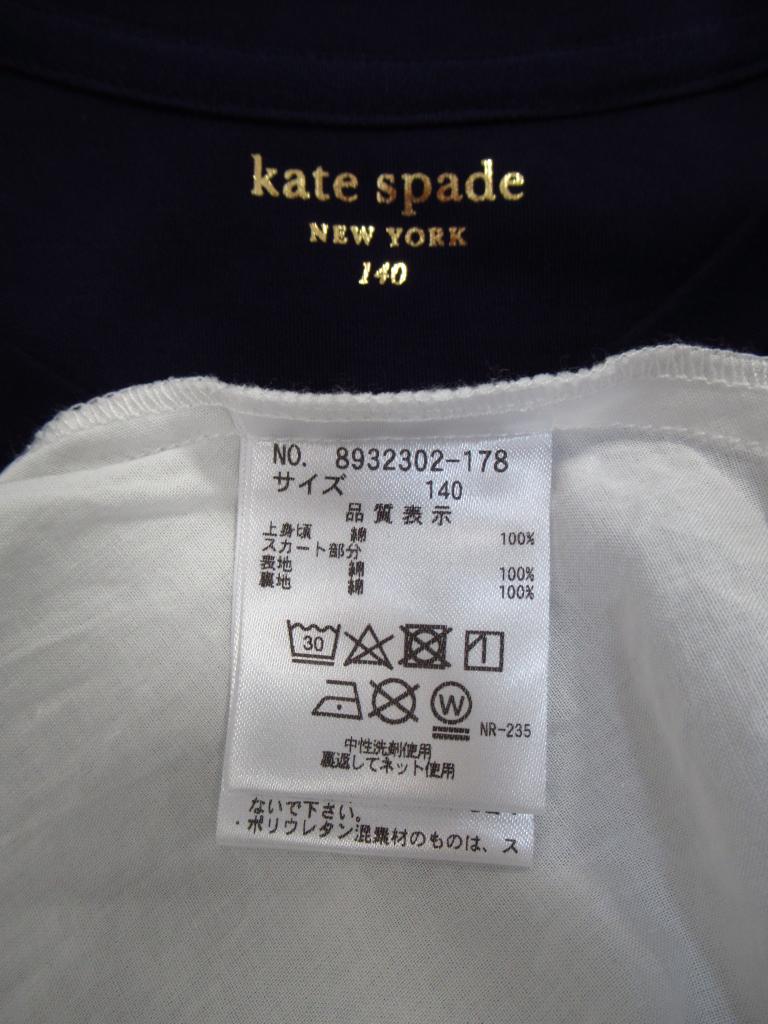 kate spade
NEW YORK
140
NO. 8932302-178
サイズ 140
品質表示
上身頃 綿 100%
スカート部分
表地 綿 100%
裏地 綿 100%
30
W
NR-235
中性洗剤使用
裏返してネット使用
ないで下さい。
・ポリウレタン混素材のものは、ス